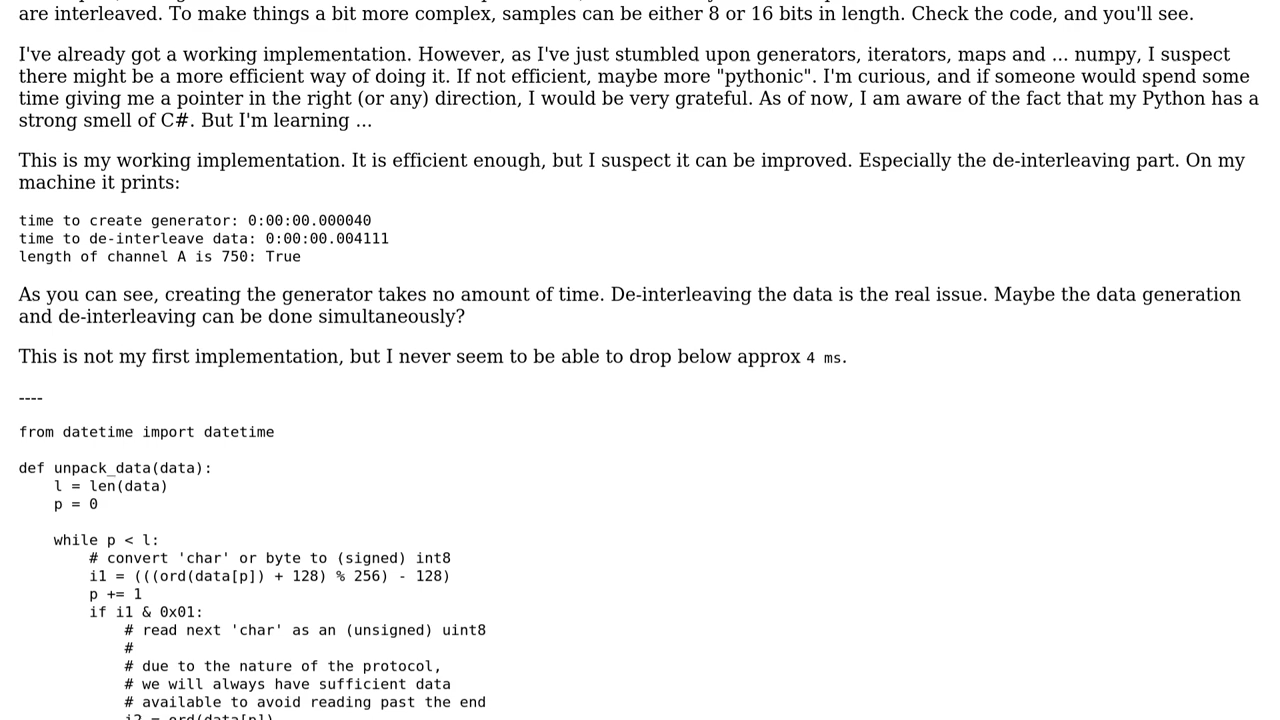 are interleaved. To make things a bit more complex, samples can be either 8 or 16 bits in length. Check the code, and you'll see.
I've already got a working implementation. However, as I've just stumbled upon generators, iterators, maps and ... numpy, I suspect
there might be a more efficient way of doing it. If not efficient, maybe more "pythonic". I'm curious, and if someone would spend some
time giving me a pointer in the right (or any) direction, I would be very grateful. As of now, I am aware of the fact that my Python has a
strong smell of C#. But I'm learning ...
This is my working implementation. It is efficient enough, but I suspect it can be improved. Especially the de-interleaving part. On my
machine it prints:
time to create generator: 0:00:00.000040
time to de-interleave data: 0:00:00.004111
length of channel A is 750: True
As you can see, creating the generator takes no amount of time. De-interleaving the data is the real issue. Maybe the data generation
and de-interleaving can be done simultaneously?
This is not my first implementation, but I never seem to be able to drop below approx 4 ms.
----
from datetime import datetime
def unpack_data(data):
    l = len(data)
    p = 0
    while p < l:
        # convert 'char' or byte to (signed) int8
        i1 = (((ord(data[p]) + 128) % 256) - 128)
        p += 1
        if i1 & 0x01:
            # read next 'char' as an (unsigned) uint8
            #
            # due to the nature of the protocol,
            # we will always have sufficient data
            # available to avoid reading past the end
            i2 = ord(data[p])